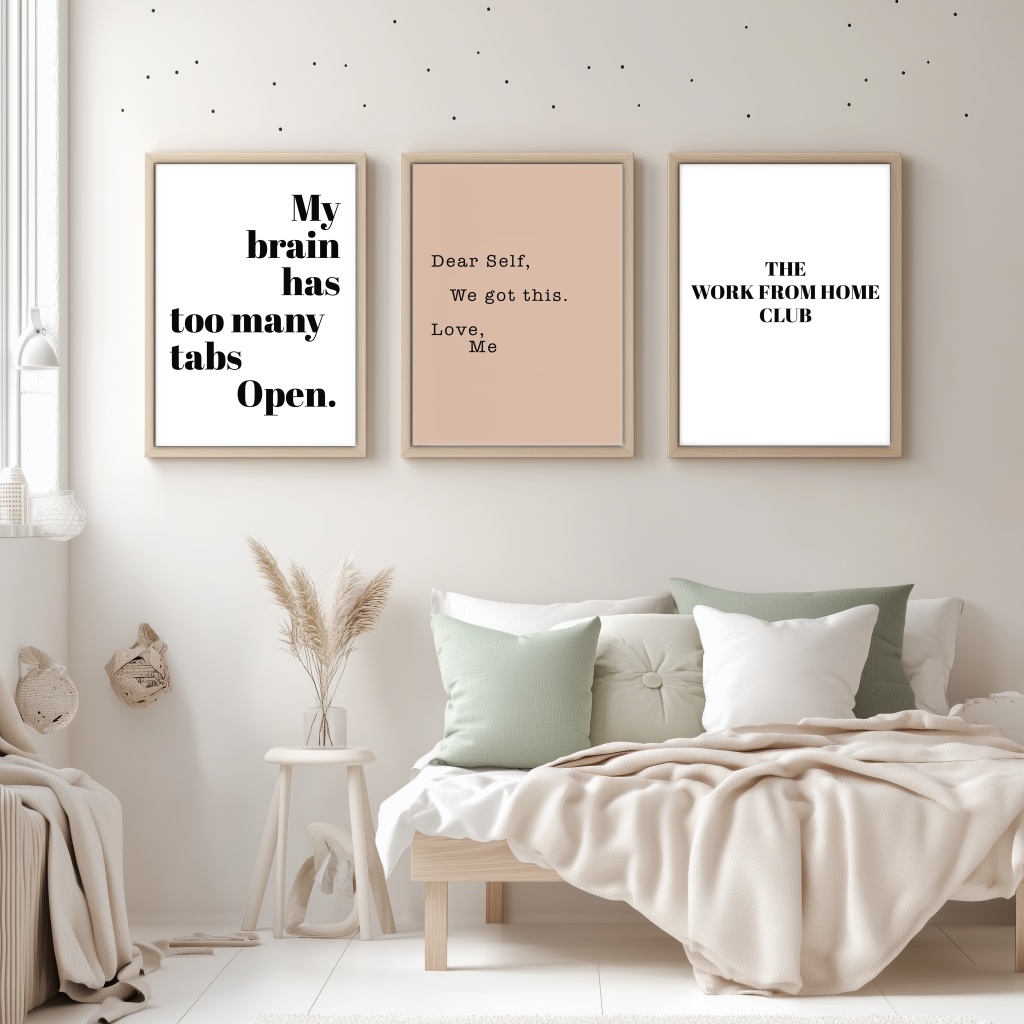 My
brain
has
too many
tabs
Open.
Dear Self,
We got this.
Love,
Me
THE
WORK FROM HOME
CLUB